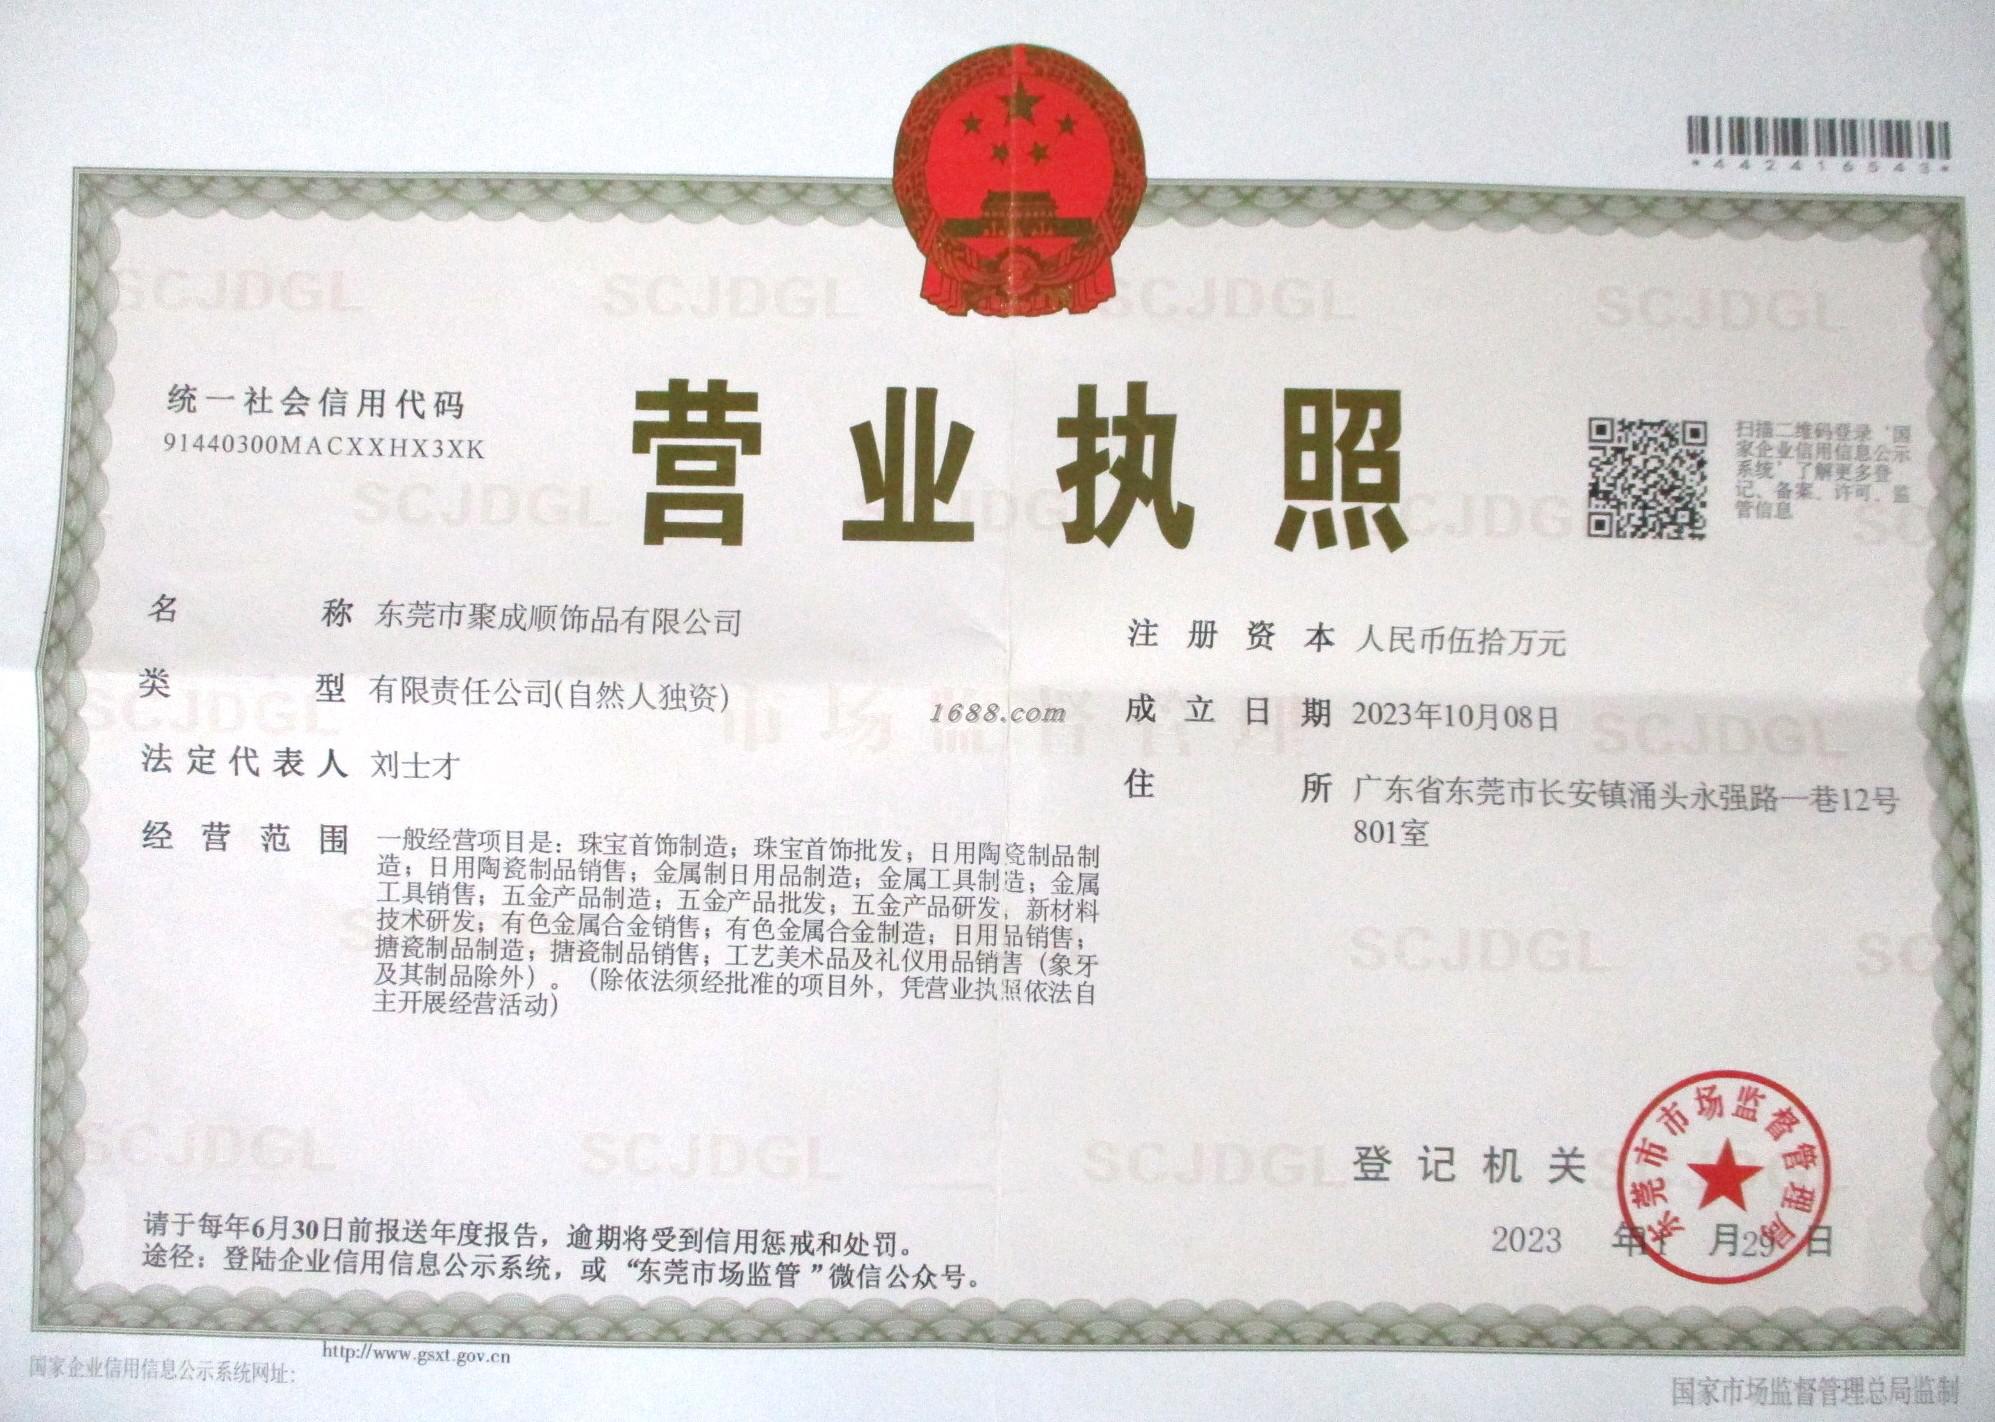 *442416543*
统一社会信用代码
91440300MACXXHX3XK
营业执照
扫描二维码登录‘国
家企业信用信息公示
系统’了解更多登
记、备案、许可、监
管信息
名称 东莞市聚成顺饰品有限公司
类型 有限责任公司(自然人独资)
法定代表人 刘士才
经营范围 一般经营项目是：珠宝首饰制造；珠宝首饰批发；日用陶瓷制品制
造；日用陶瓷制品销售；金属制日用品制造；金属工具制造；金属
工具销售；五金产品制造；五金产品批发；五金产品研发，新材料
技术研发；有色金属合金销售；有色金属合金制造；日用品销售；
搪瓷制品制造；搪瓷制品销售；工艺美术品及礼仪用品销售（象牙
及其制品除外）。（除依法须经批准的项目外，凭营业执照依法自
主开展经营活动）
注册资本 人民币伍拾万元
成立日期 2023年10月08日
住所 广东省东莞市长安镇涌头永强路一巷12号
801室
1688.com
市场监督管理
SCJDGL
登记机关
东莞市市场监督管理局
2023 年 月29日
请于每年6月30日前报送年度报告，逾期将受到信用惩戒和处罚。
途径：登陆企业信用信息公示系统，或“东莞市场监管”微信公众号。
国家企业信用信息公示系统网址：
http://www.gsxt.gov.cn
国家市场监督管理总局监制